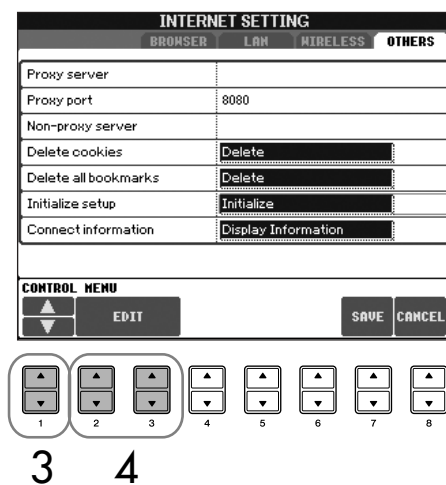 INTERNET SETTING
BROWSER LAN WIRELESS OTHERS
Proxy server
Proxy port 8080
Non-proxy server
Delete cookies Delete
Delete all bookmarks Delete
Initialize setup Initialize
Connect information Display Information
CONTROL MENU
EDIT SAVE CANCEL
1 2 3 4 5 6 7 8
3 4